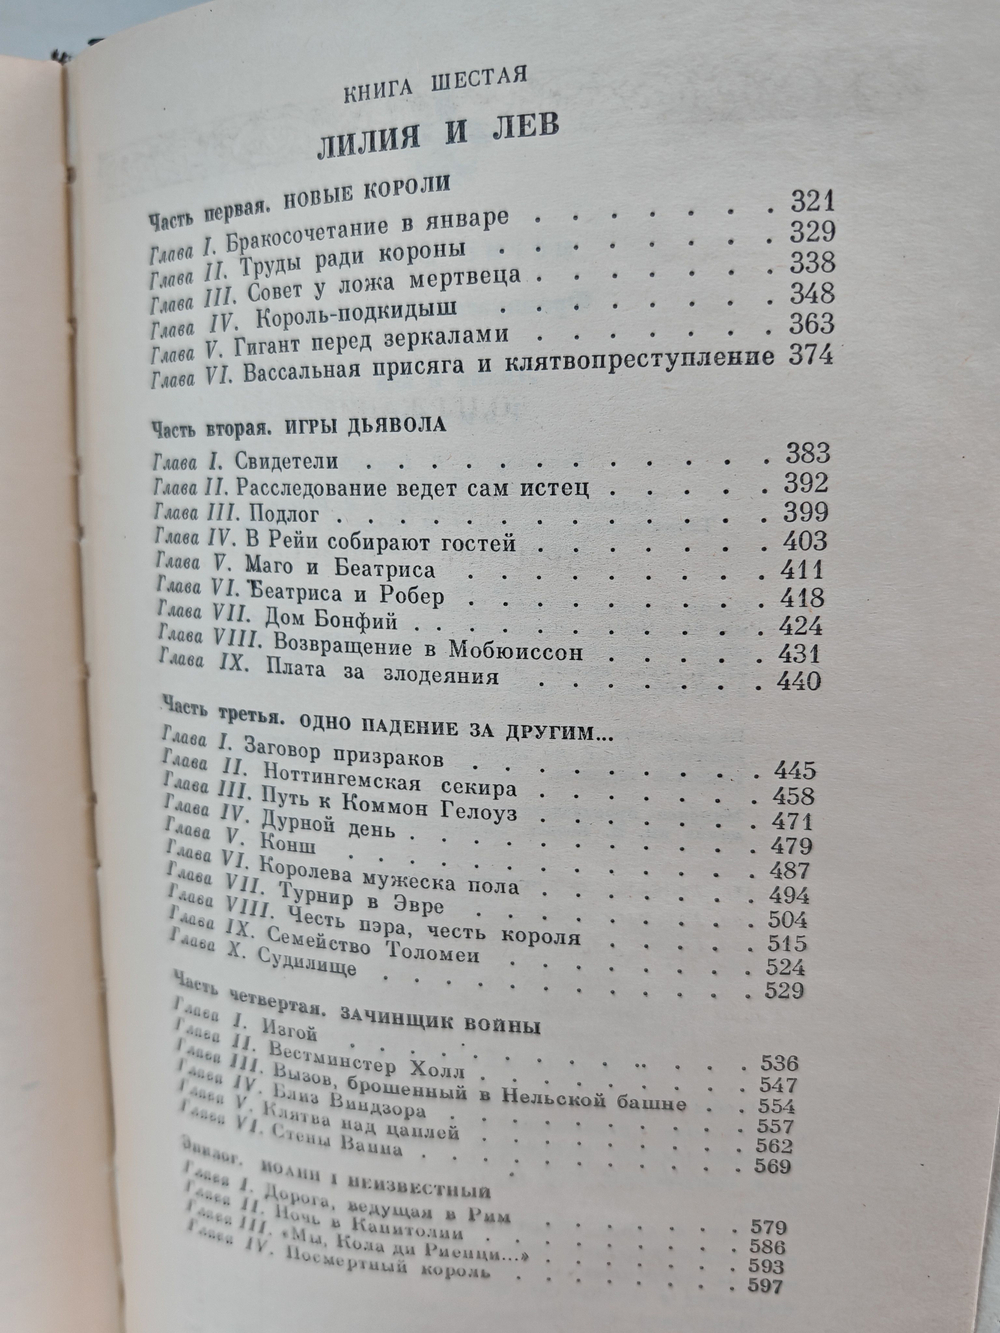 КНИГА ШЕСТАЯ
ЛИЛИЯ И ЛЕВ
Часть первая. НОВЫЕ КОРОЛИ
Глава I. Бракосочетание в январе . . . . . . . 321
Глава II. Труды ради короны . . . . . . . . 329
Глава III. Совет у ложа мертвеца . . . . . . . 338
Глава IV. Король-подкидыш . . . . . . . . 348
Глава V. Гигант перед зеркалами . . . . . . . 363
Глава VI. Вассальная присяга и клятвопреступление 374
Часть вторая. ИГРЫ ДЬЯВОЛА
Глава I. Свидетели . . . . . . . . . . . . 383
Глава II. Расследование ведет сам истец . . . . . 392
Глава III. Подлог . . . . . . . . . . . . . 399
Глава IV. В Рейи собирают гостей . . . . . . . 403
Глава V. Маго и Беатриса . . . . . . . . . 411
Глава VI. Беатриса и Робер . . . . . . . . . 418
Глава VII. Дом Бонфий . . . . . . . . . . . 424
Глава VIII. Возвращение в Мобюиссон . . . . . 431
Глава IX. Плата за злодеяния . . . . . . . 440
Часть третья. ОДНО ПАДЕНИЕ ЗА ДРУГИМ...
Глава I. Заговор призраков . . . . . . . . . 445
Глава II. Ноттингемская секира . . . . . . . 458
Глава III. Путь к Коммон Гелоуз . . . . . . . 471
Глава IV. Дурной день . . . . . . . . . . . 479
Глава V. Конш . . . . . . . . . . . . 487
Глава VI. Королева мужеска пола . . . . . . . 494
Глава VII. Турнир в Эвре . . . . . . . . . 504
Глава VIII. Честь пэра, честь короля . . . . . 515
Глава IX. Семейство Толомеи . . . . . . . . 524
Глава X. Судилище . . . . . . . . . . . . 529
Часть четвертая. ЗАЧИНЩИК ВОЙНЫ
Глава I. Изгой . . . . . . . . . . . . . 536
Глава II. Вестминстер Холл . . . . . . . . . 547
Глава III. Вызов, брошенный в Нельской башне . . 554
Глава IV. Близ Виндзора . . . . . . . . . . 557
Глава V. Клятва над цаплей . . . . . . . . . 562
Глава VI. Стены Ванна . . . . . . . . . . . 569
Эпилог. ИОАНН I НЕИЗВЕСТНЫЙ
Глава I. Дорога, ведущая в Рим . . . . . . . 579
Глава II. Ночь в Капитолии . . . . . . . . . 586
Глава III. «Мы, Кола ди Риенци...» . . . . . . . 593
Глава IV. Посмертный король . . . . . . . . 597